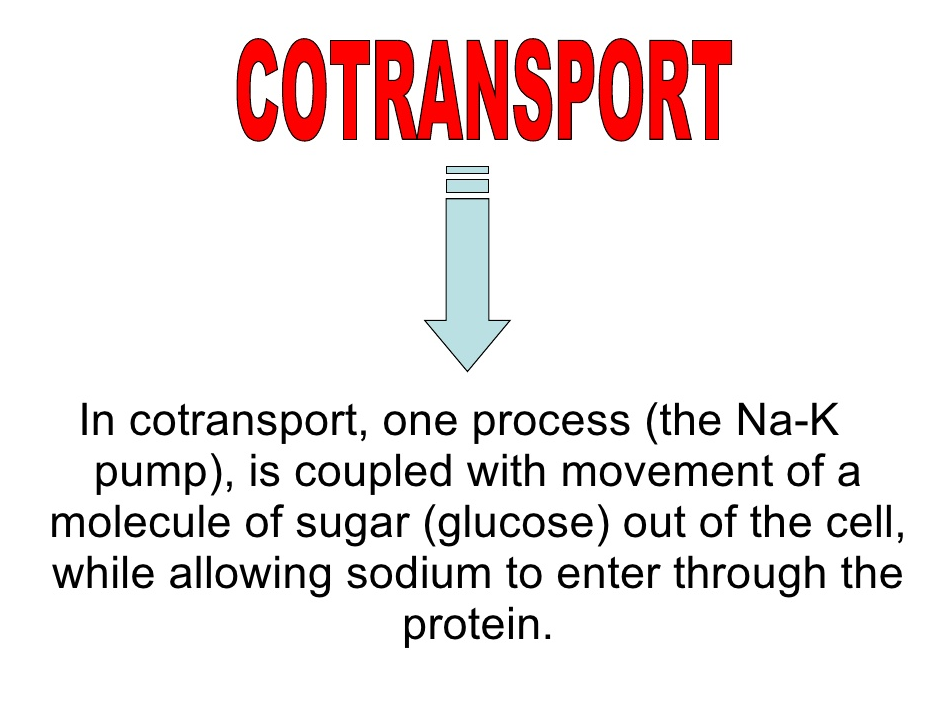 COTRANSPORT
In cotransport, one process (the Na-K
pump), is coupled with movement of a
molecule of sugar (glucose) out of the cell,
while allowing sodium to enter through the
protein.